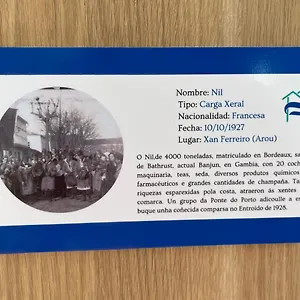 Nombre: Nil
Tipo: Carga Xeral
Nacionalidad: Francesa
Fecha: 10/10/1927
Lugar: Xan Ferreiro (Arou)
O Nil,de 4000 toneladas, matriculado en Bordeaux, sa
de Bathrust, actual Banjun, en Gambia, con 20 coch
maquinaria, teas, seda, diversos produtos químicos
farmacéuticos e grandes cantidades de champaña. Ta
riquezas esparexidas pola costa, atraeron ás xentes
comarca. Un grupo da Ponte do Porto adicoulle a es
buque unha coñecida comparsa no Entroido de 1928.